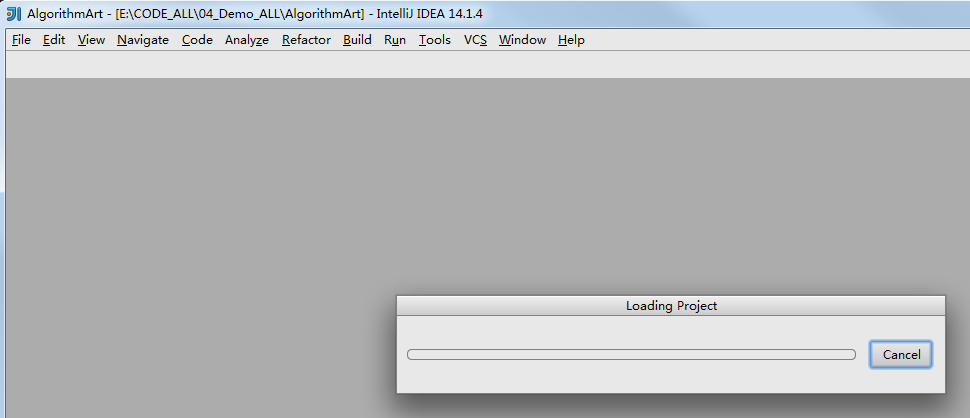 AlgorithmArt - [E:\CODE_ALL\04_Demo_ALL\AlgorithmArt] - IntelliJ IDEA 14.1.4
File Edit View Navigate Code Analyze Refactor Build Run Tools VCS Window Help
Loading Project
Cancel